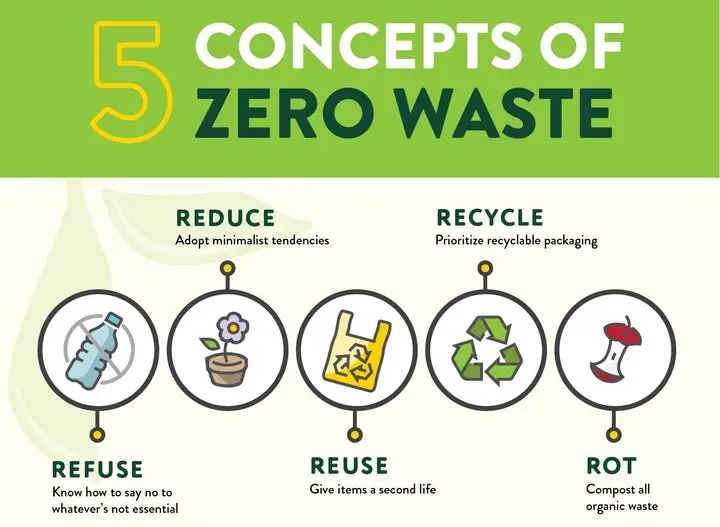 5 CONCEPTS OF
ZERO WASTE
REDUCE
Adopt minimalist tendencies
RECYCLE
Prioritize recyclable packaging
REFUSE
Know how to say no to
whatever's not essential
REUSE
Give items a second life
ROT
Compost all
organic waste